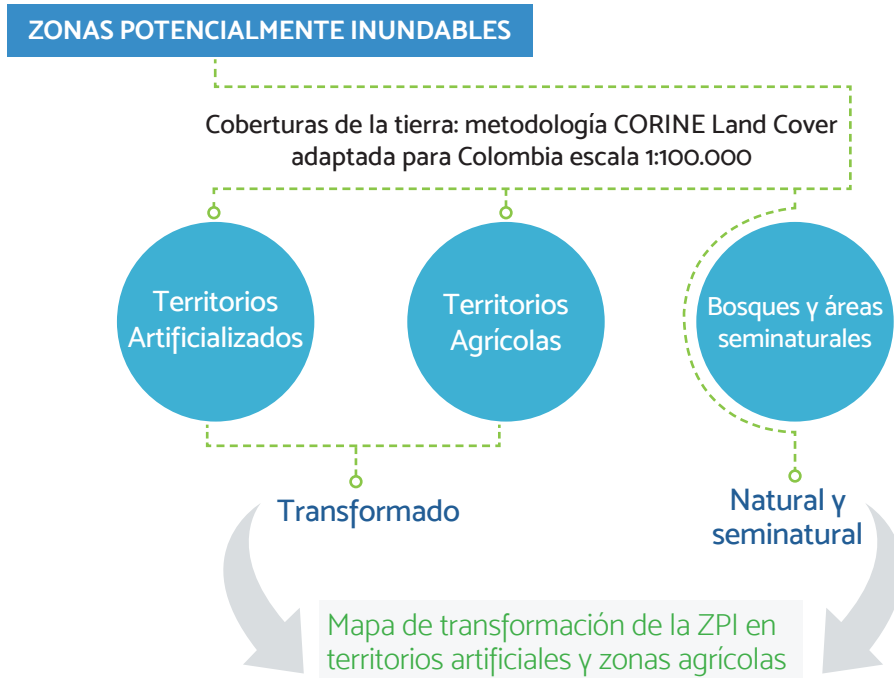 ZONAS POTENCIALMENTE INUNDABLES
Coberturas de la tierra: metodología CORINE Land Cover
adaptada para Colombia escala 1:100.000
Territorios
Artificializados
Territorios
Agrícolas
Bosques y áreas
seminaturales
Transformado
Natural y
seminatural
Mapa de transformación de la ZPI en
territorios artificiales y zonas agrícolas